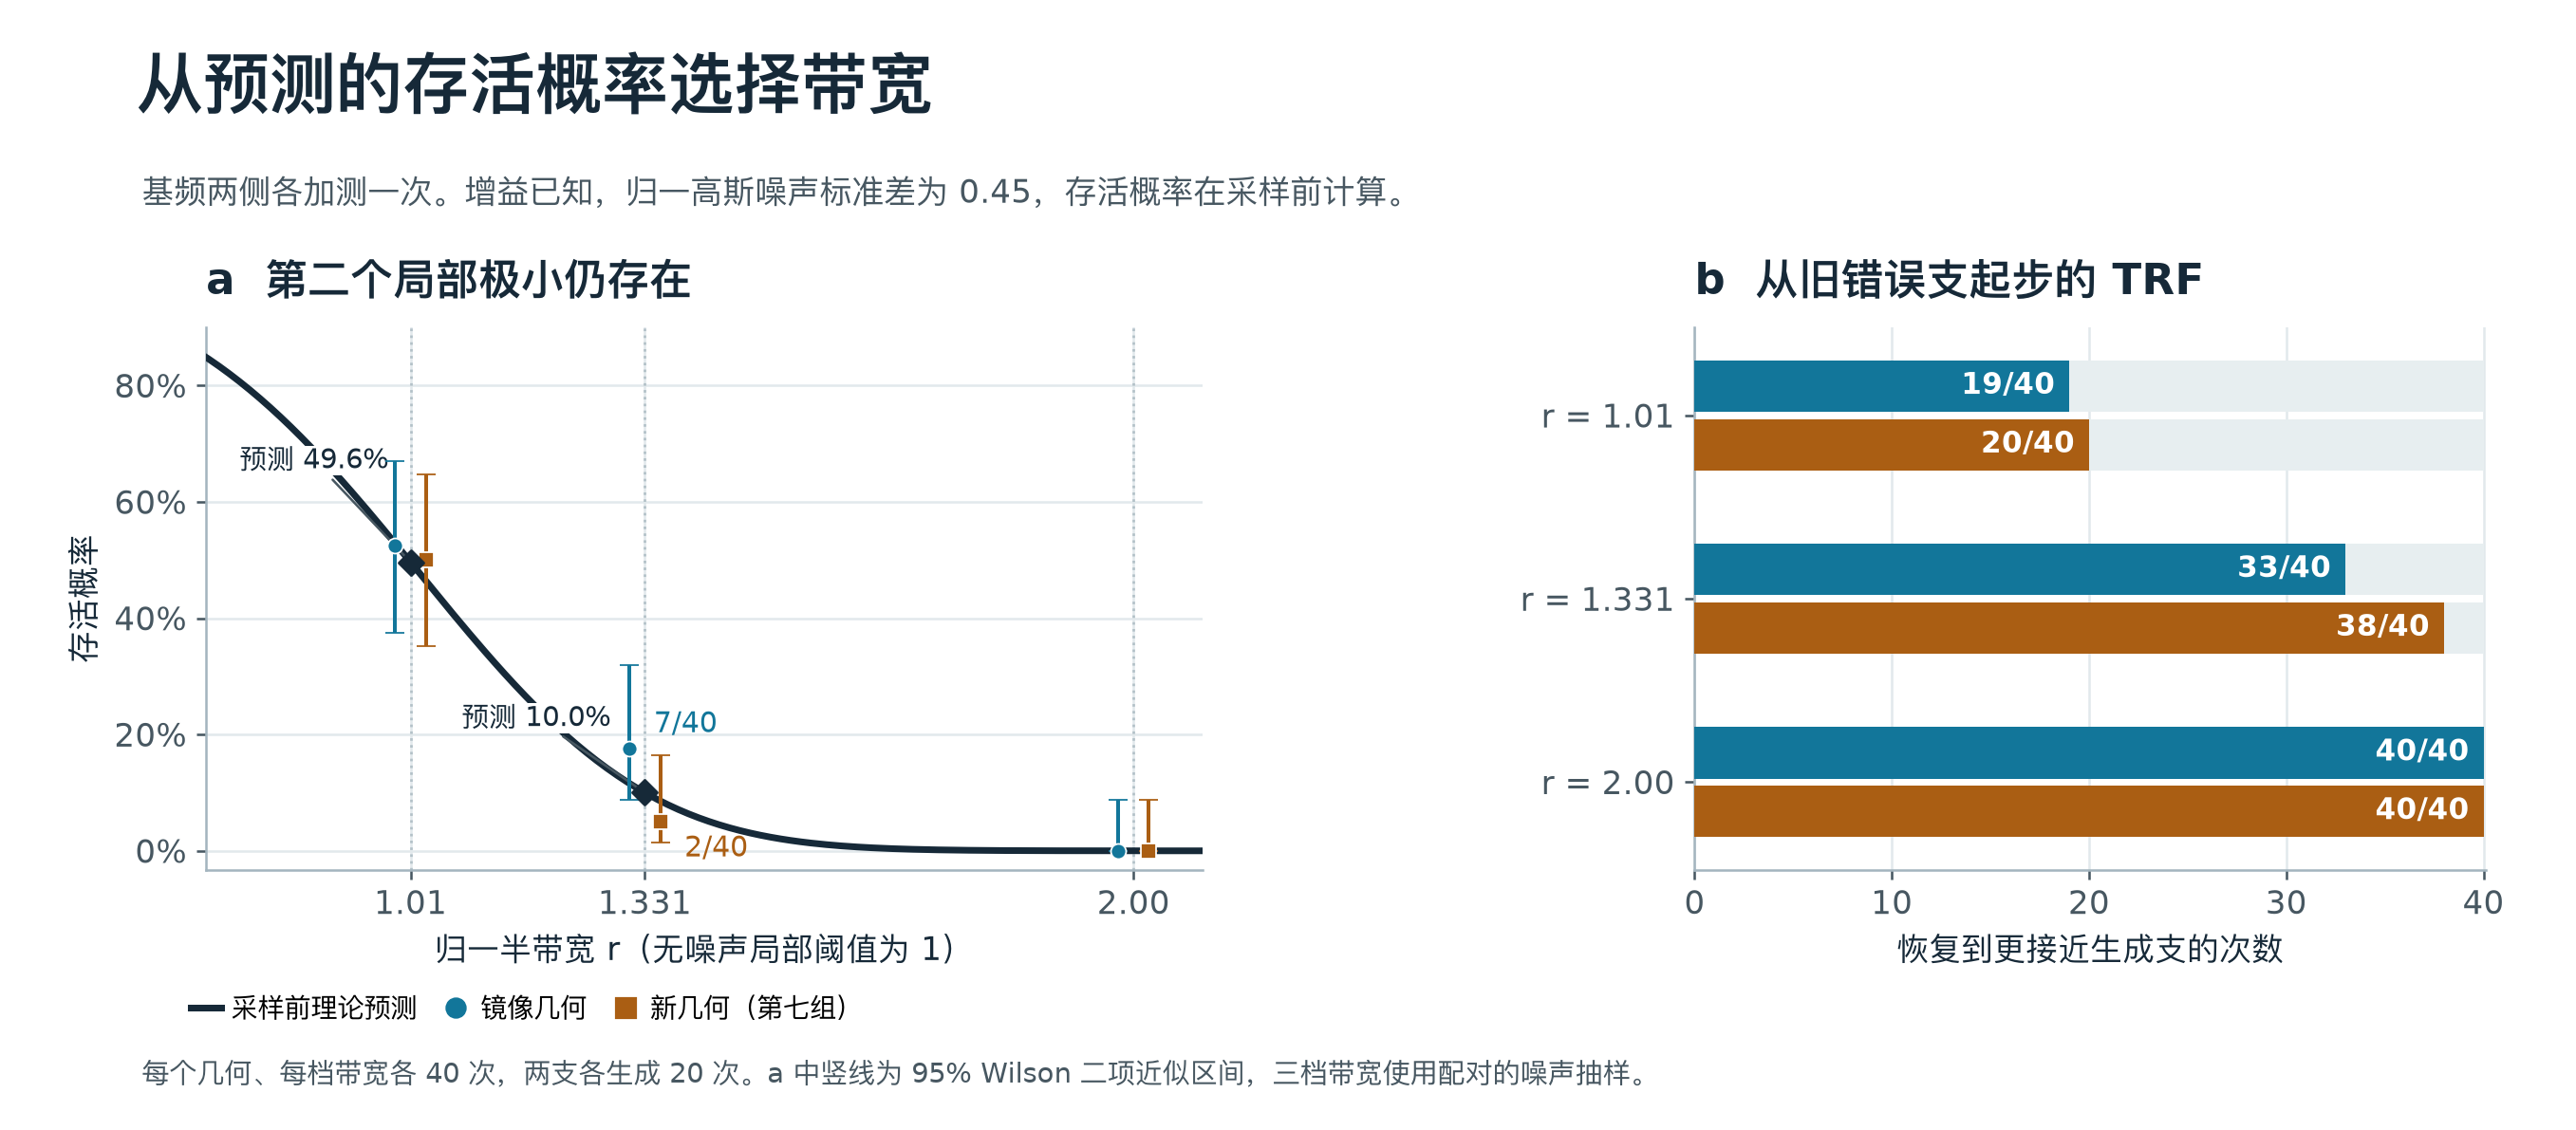 从预测的存活概率选择带宽
基频两侧各加测一次。增益已知，归一高斯噪声标准差为 0.45，存活概率在采样前计算。
a 第二个局部极小仍存在
存活概率
80%
60%
40%
20%
0%
预测 49.6%
预测 10.0%
7/40
2/40
1.01
1.331
2.00
归一半带宽 r（无噪声局部阈值为 1）
采样前理论预测
镜像几何
新几何（第七组）
b 从旧错误支起步的 TRF
r = 1.01
r = 1.331
r = 2.00
19/40
20/40
33/40
38/40
40/40
40/40
0
10
20
30
40
恢复到更接近生成支的次数
每个几何、每档带宽各 40 次，两支各生成 20 次。a 中竖线为 95% Wilson 二项近似区间，三档带宽使用配对的噪声抽样。